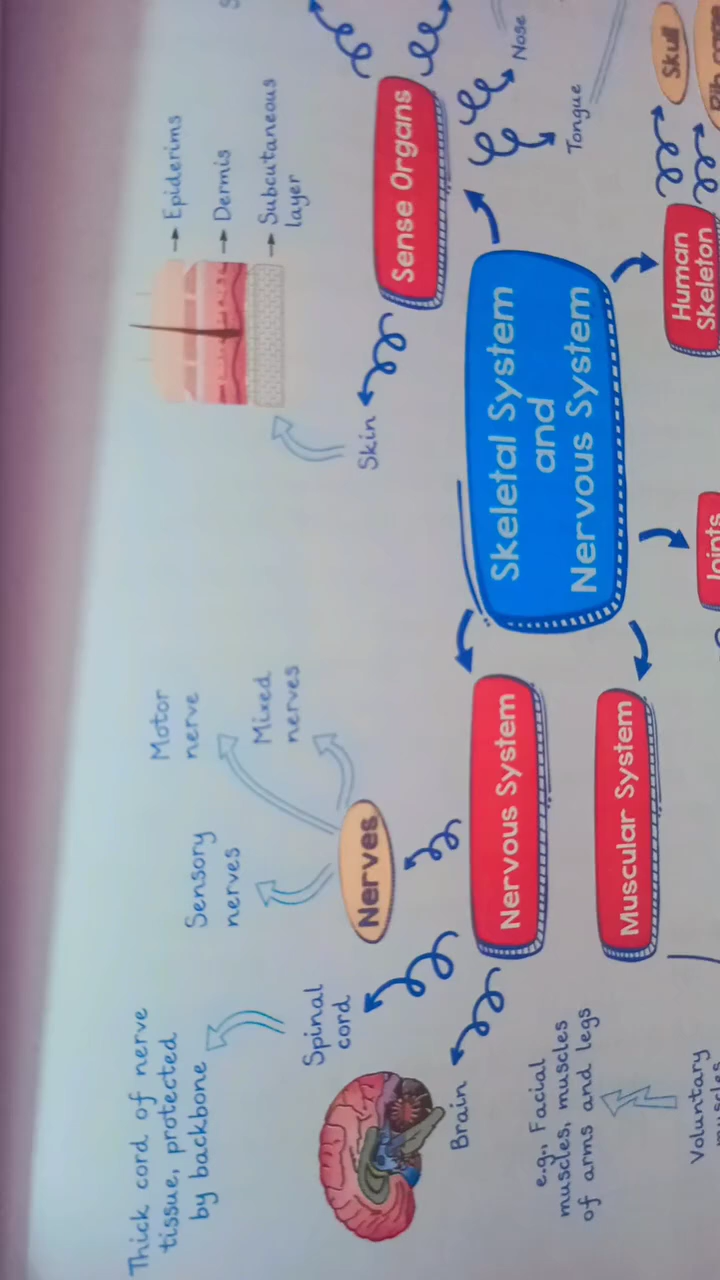 Thick cord of nerve
tissue, protected
by backbone
Sensory
nerves
Motor
nerve
Mixed
nerves
Epiderims
Dermis
Subcutaneous
layer
Spinal
cord
Nerves
Skin
Sense Organs
Brain
Nervous System
Skeletal System
and
Nervous System
Nose
Tongue
e.g., Facial
muscles, muscles
of arms and legs
Muscular System
Human
Skeleton
Skull
Voluntary
muscles
Joints